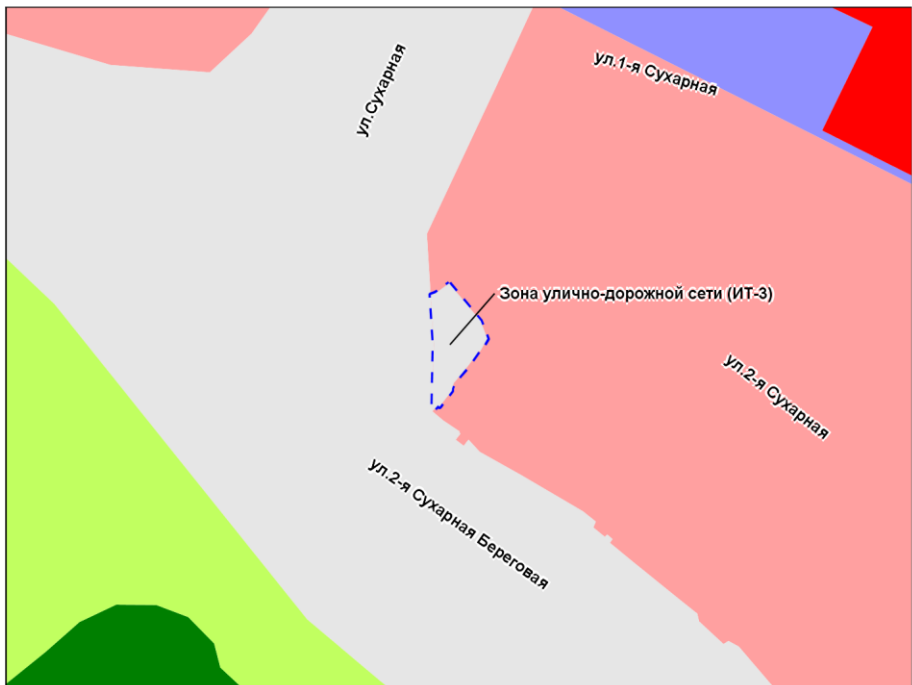 ул.Сухарная
ул.1-я Сухарная
Зона улично-дорожной сети (ИТ-3)
ул.2-я Сухарная
ул.2-я Сухарная Береговая